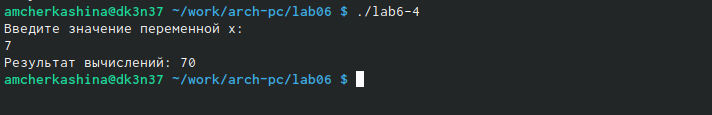 amcherkashina@dk3n37 ~/work/arch-pc/lab06 $ ./lab6-4
Введите значение переменной x:
7
Результат вычислений: 70
amcherkashina@dk3n37 ~/work/arch-pc/lab06 $